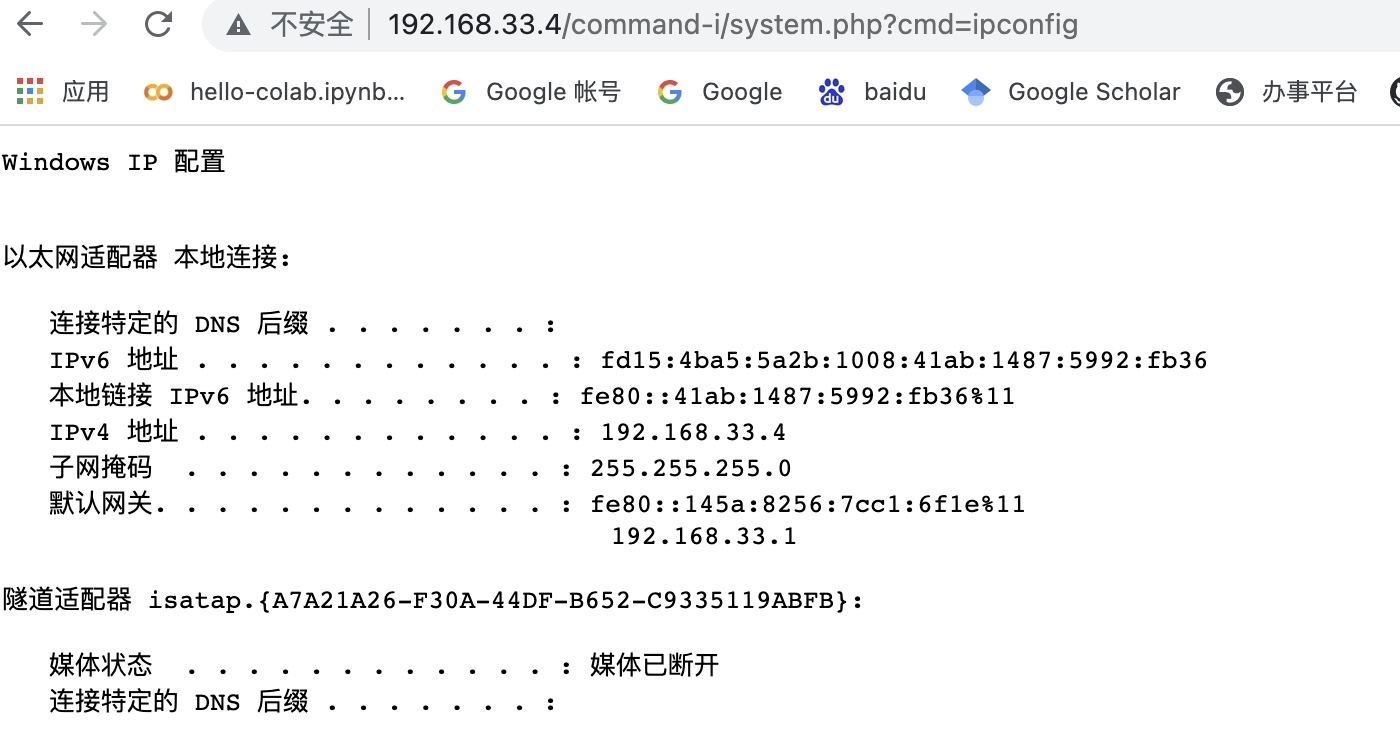 不安全 192.168.33.4/command-i/system.php?cmd=ipconfig
应用 hello-colab.ipynb... Google 帐号 Google baidu Google Scholar 办事平台
Windows IP 配置
以太网适配器 本地连接:
连接特定的 DNS 后缀 . . . . . . . :
IPv6 地址 . . . . . . . . . . . . : fd15:4ba5:5a2b:1008:41ab:1487:5992:fb36
本地链接 IPv6 地址. . . . . . . . : fe80::41ab:1487:5992:fb36%11
IPv4 地址 . . . . . . . . . . . . : 192.168.33.4
子网掩码  . . . . . . . . . . . . : 255.255.255.0
默认网关. . . . . . . . . . . . . : fe80::145a:8256:7cc1:6f1e%11
192.168.33.1
隧道适配器 isatap.{A7A21A26-F30A-44DF-B652-C9335119ABFB}:
媒体状态  . . . . . . . . . . . . : 媒体已断开
连接特定的 DNS 后缀 . . . . . . . :